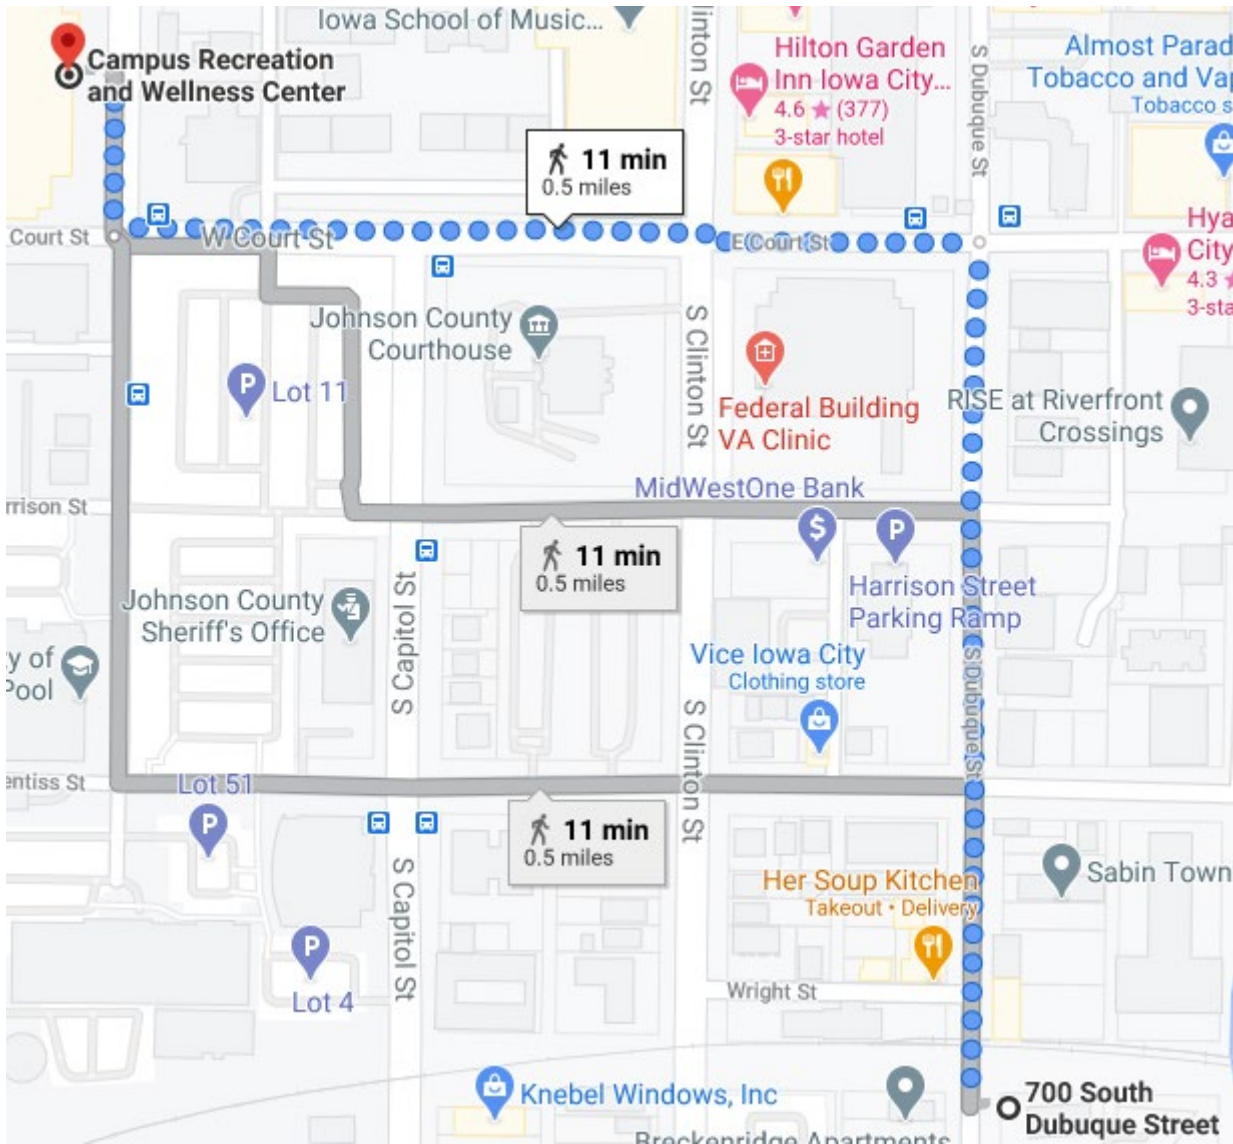 Iowa School of Music...
Campus Recreation
and Wellness Center
Clinton St
Hilton Garden
Inn Iowa City...
4.6 ★ (377)
3-star hotel
S Dubuque St
Almost Parad
Tobacco and Vap
Tobacco s
11 min
0.5 miles
Court St
W Court St
E Court St
Hya
City
4.3
3-sta
Johnson County
Courthouse
S Clinton St
Lot 11
Federal Building
VA Clinic
RISE at Riverfront
Crossings
MidWestOne Bank
rrison St
11 min
0.5 miles
Harrison Street
Parking Ramp
Johnson County
Sheriff's Office
S Capitol St
y of
Pool
Vice Iowa City
Clothing store
S Clinton St
S Dubuque St
entiss St
Lot 51
11 min
0.5 miles
Her Soup Kitchen
Takeout • Delivery
Sabin Town
S Capitol St
Lot 4
Wright St
Knebel Windows, Inc
700 South
Dubuque Street
Breckenridge Apartments